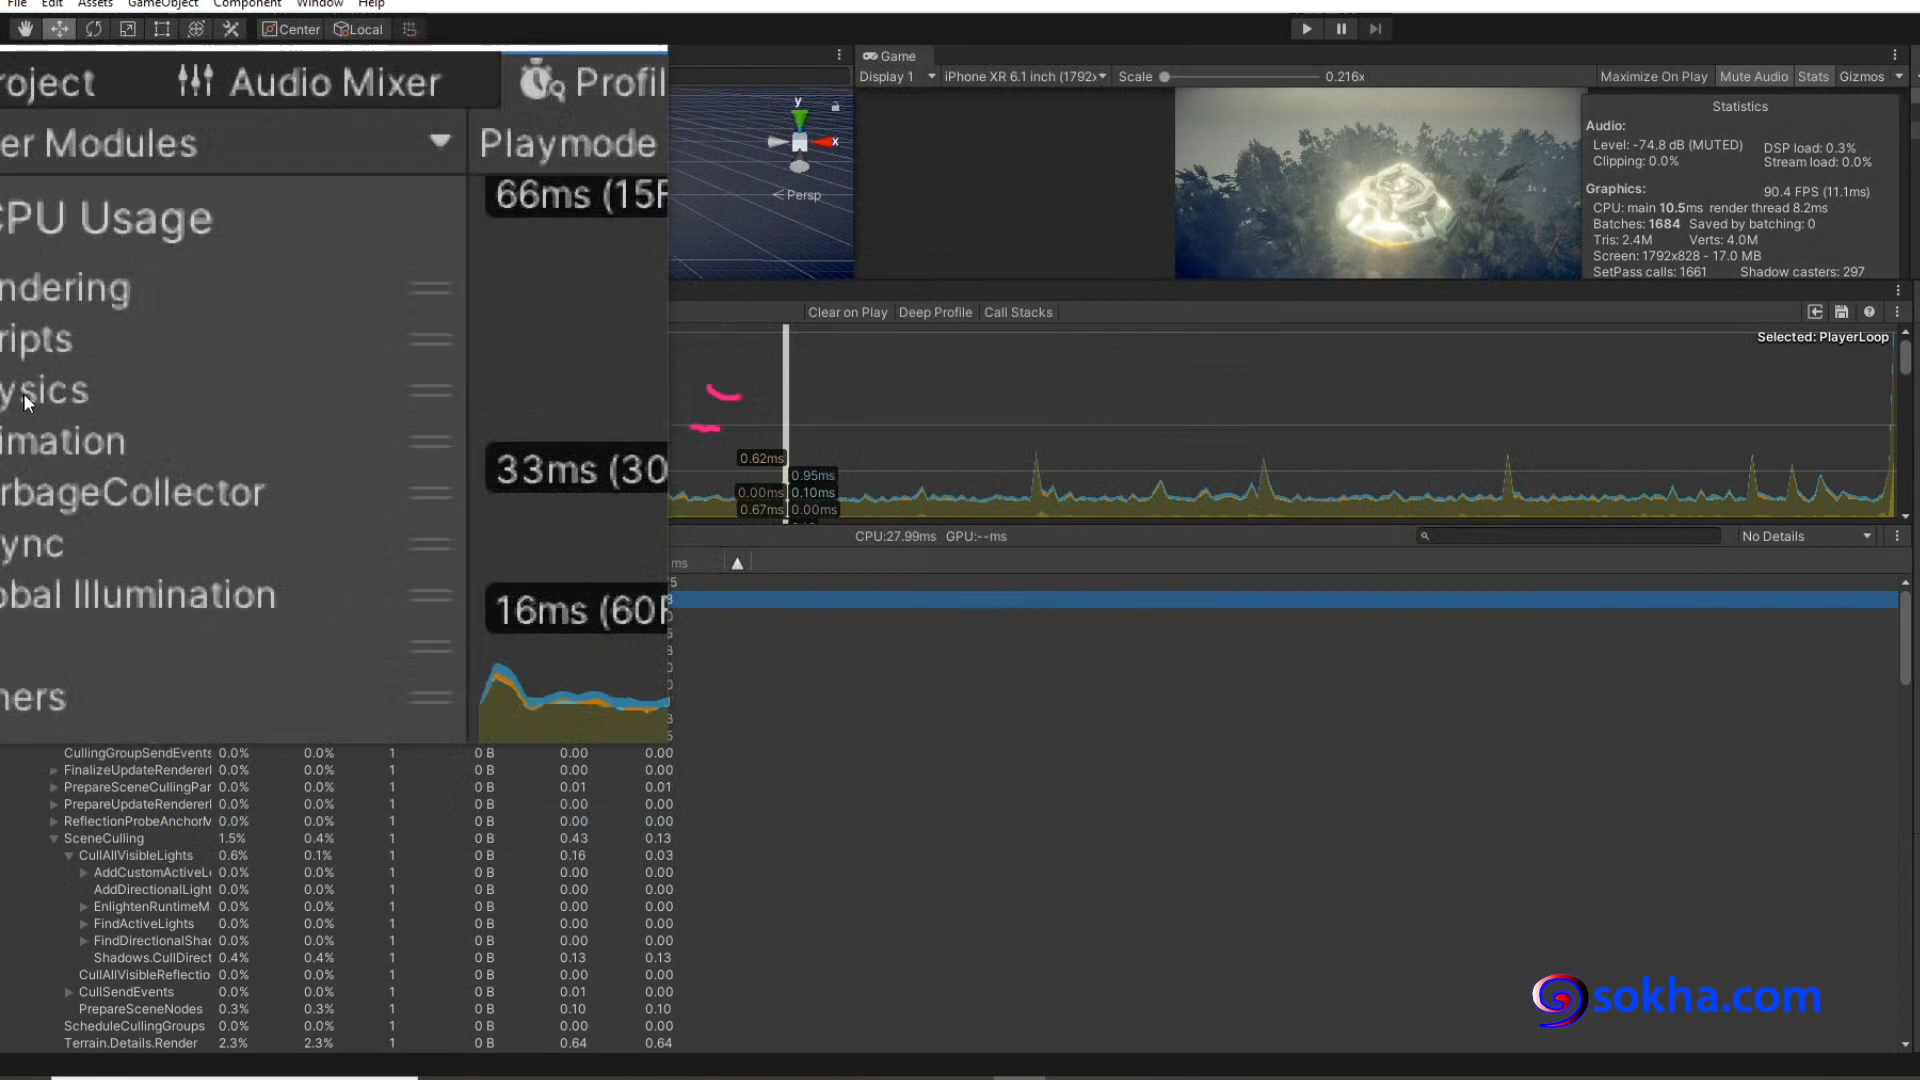 File Edit Assets GameObject Component Window Help
Center Local
roject Audio Mixer Profil
er Modules Playmode
66ms (15F
CPU Usage
ndering
ripts
ysics
imation
33ms (30
rbageCollector
ync
obal Illumination
16ms (60F
hers
Game
Display 1 iPhone XR 6.1 inch (1792x Scale 0.216x Maximize On Play Mute Audio Stats Gizmos
y
x
Persp
Statistics
Audio:
Level: -74.8 dB (MUTED) DSP load: 0.3%
Clipping: 0.0% Stream load: 0.0%
Graphics: 90.4 FPS (11.1ms)
CPU: main 10.5ms render thread 8.2ms
Batches: 1684 Saved by batching: 0
Tris: 2.4M Verts: 4.0M
Screen: 1792x828 - 17.0 MB
SetPass calls: 1661 Shadow casters: 297
Clear on Play Deep Profile Call Stacks
Selected: PlayerLoop
0.62ms
0.95ms
0.00ms 0.10ms
0.67ms 0.00ms
CPU:27.99ms GPU:--ms No Details
ms
CullingGroupSendEvents 0.0% 0.0% 1 0 B 0.00 0.00
FinalizeUpdateRendererI 0.0% 0.0% 1 0 B 0.00 0.00
PrepareSceneCullingPar 0.0% 0.0% 1 0 B 0.01 0.01
PrepareUpdateRendererI 0.0% 0.0% 1 0 B 0.00 0.00
ReflectionProbeAnchorM 0.0% 0.0% 1 0 B 0.00 0.00
SceneCulling 1.5% 0.4% 1 0 B 0.43 0.13
CullAllVisibleLights 0.6% 0.1% 1 0 B 0.16 0.03
AddCustomActiveLi 0.0% 0.0% 1 0 B 0.00 0.00
AddDirectionalLight 0.0% 0.0% 1 0 B 0.00 0.00
EnlightenRuntimeM 0.0% 0.0% 1 0 B 0.00 0.00
FindActiveLights 0.0% 0.0% 1 0 B 0.00 0.00
FindDirectionalShac 0.0% 0.0% 1 0 B 0.00 0.00
Shadows.CullDirect 0.4% 0.4% 1 0 B 0.13 0.13
CullAllVisibleReflectio 0.0% 0.0% 1 0 B 0.00 0.00
CullSendEvents 0.0% 0.0% 1 0 B 0.01 0.00
PrepareSceneNodes 0.3% 0.3% 1 0 B 0.10 0.10
ScheduleCullingGroups 0.0% 0.0% 1 0 B 0.00 0.00
Terrain.Details.Render 2.3% 2.3% 1 0 B 0.64 0.64
sokha.com